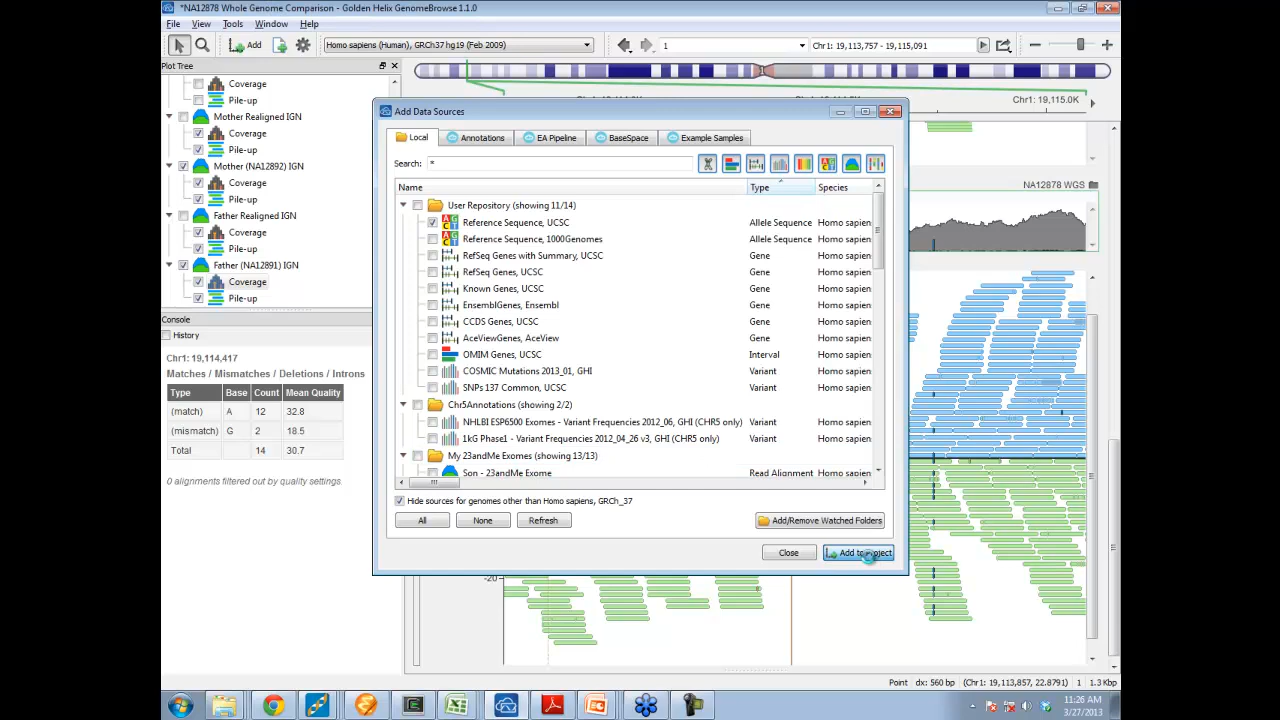 *NA12878 Whole Genome Comparison - Golden Helix GenomeBrowse 1.1.0
File View Tools Window Help
Add Homo sapiens (Human), GRCh37 hg19 (Feb 2009) 1 Chr1: 19,113,757 - 19,115,091
Plot Tree
Coverage
Pile-up
Mother Realigned IGN
Coverage
Pile-up
Mother (NA12892) IGN
Coverage
Pile-up
Father Realigned IGN
Coverage
Pile-up
Father (NA12891) IGN
Coverage
Pile-up
Console
History
Chr1: 19,114,417
Matches / Mismatches / Deletions / Introns
Type Base Count Mean Quality
(match) A 12 32.8
(mismatch) G 2 18.5
Total 14 30.7
0 alignments filtered out by quality settings.
Chr1: 19,115.0K
NA12878 WGS
Add Data Sources
Local Annotations EA Pipeline BaseSpace Example Samples
Search: *
Name Type Species
User Repository (showing 11/14)
Reference Sequence, UCSC Allele Sequence Homo sapien
Reference Sequence, 1000Genomes Allele Sequence Homo sapien
RefSeq Genes with Summary, UCSC Gene Homo sapien
RefSeq Genes, UCSC Gene Homo sapien
Known Genes, UCSC Gene Homo sapien
EnsemblGenes, Ensembl Gene Homo sapien
CCDS Genes, UCSC Gene Homo sapien
AceViewGenes, AceView Gene Homo sapien
OMIM Genes, UCSC Interval Homo sapien
COSMIC Mutations 2013_01, GHI Variant Homo sapien
SNPs 137 Common, UCSC Variant Homo sapien
Chr5Annotations (showing 2/2)
NHLBI ESP6500 Exomes - Variant Frequencies 2012_06, GHI (CHR5 only) Variant Homo sapien
1kG Phase1 - Variant Frequencies 2012_04_26 v3, GHI (CHR5 only) Variant Homo sapien
My 23andMe Exomes (showing 13/13)
Son - 23andMe Exome Read Alignment Homo sapien
Hide sources for genomes other than Homo sapiens, GRCh_37
All None Refresh Add/Remove Watched Folders
Close Add to Project
-20
Point dx: 560 bp (Chr1: 19,113,857, 22.8791) 1 1.3 Kbp
11:26 AM
3/27/2013